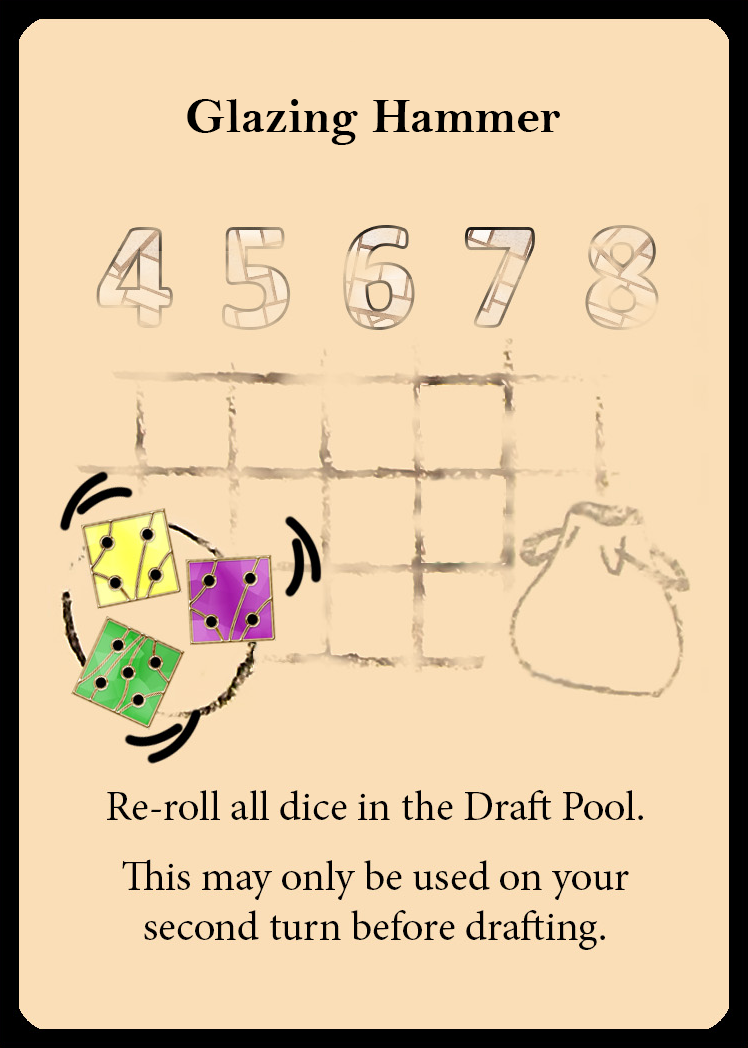 Glazing Hammer
4 5 6 7 8
Re-roll all dice in the Draft Pool.
This may only be used on your
second turn before drafting.